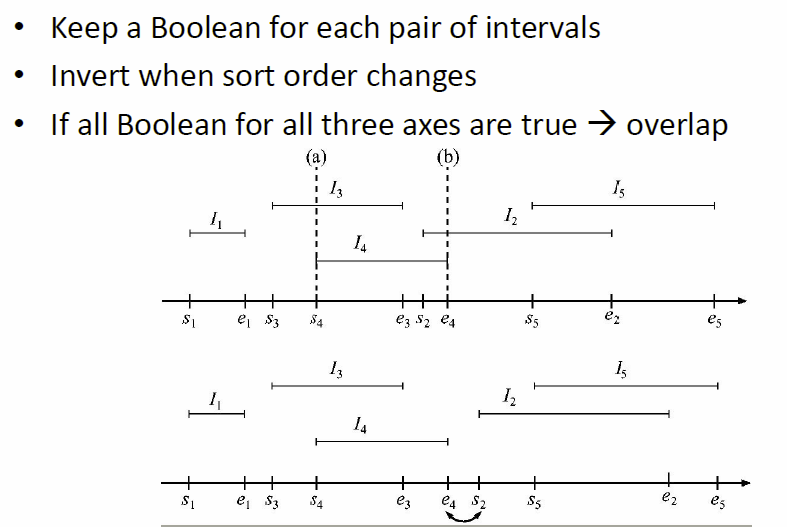 • Keep a Boolean for each pair of intervals
• Invert when sort order changes
• If all Boolean for all three axes are true → overlap
(a) (b)
I₃ I₅
I₁ I₂
I₄
s₁ e₁ s₃ s₄ e₃ s₂ e₄ s₅ e₂ e₅
I₃ I₅
I₁ I₂
I₄
s₁ e₁ s₃ s₄ e₃ e₄ s₂ s₅ e₂ e₅